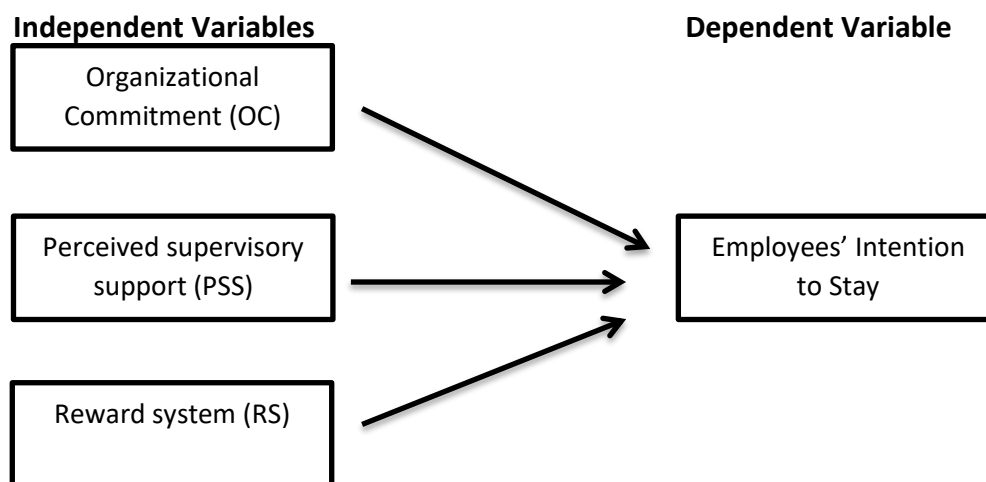 Independent Variables
Dependent Variable
Organizational
Commitment (OC)
Perceived supervisory
support (PSS)
Employees’ Intention
to Stay
Reward system (RS)